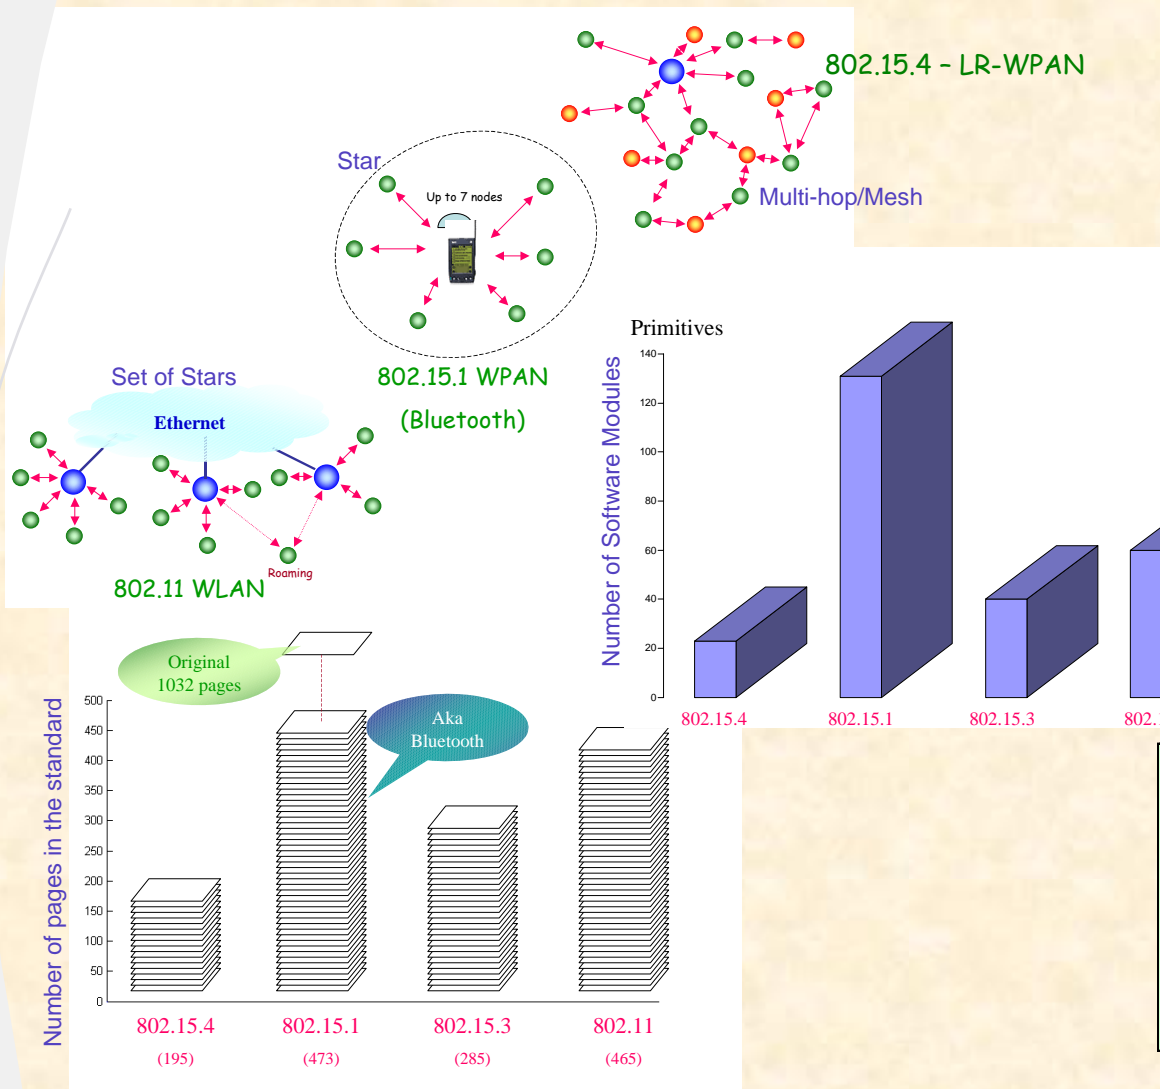 802.15.4 – LR-WPAN
Star
Up to 7 nodes
Multi-hop/Mesh
802.15.1 WPAN
(Bluetooth)
Set of Stars
Ethernet
Roaming
802.11 WLAN
Primitives
Number of Software Modules
140
120
100
80
60
40
20
0
802.15.4
802.15.1
802.15.3
802.1
Original
1032 pages
Aka
Bluetooth
Number of pages in the standard
500
450
400
350
300
250
200
150
100
50
0
802.15.4
802.15.1
802.15.3
802.11
(195)
(473)
(285)
(465)